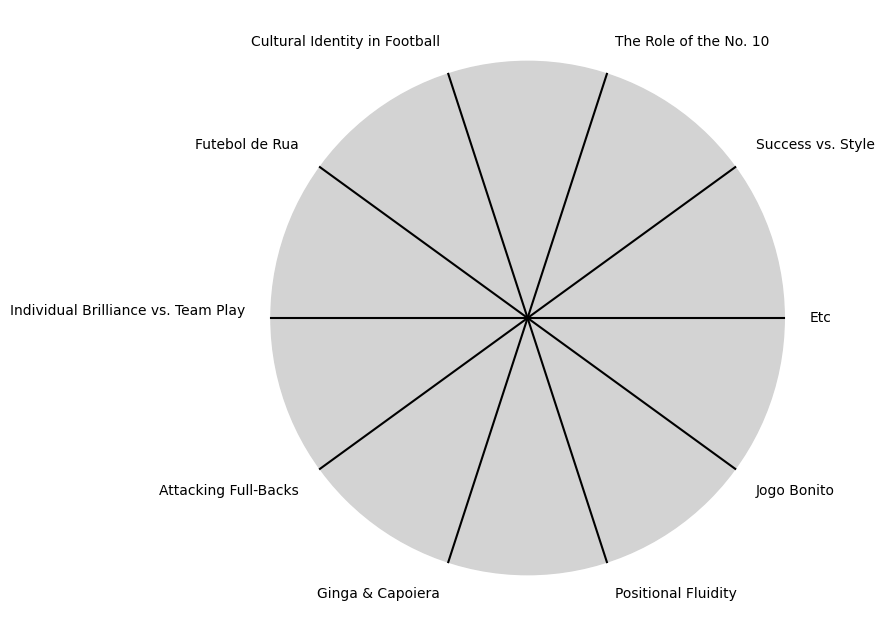 Cultural Identity in Football
The Role of the No. 10
Futebol de Rua
Success vs. Style
Individual Brilliance vs. Team Play
Etc
Attacking Full-Backs
Jogo Bonito
Ginga & Capoiera
Positional Fluidity